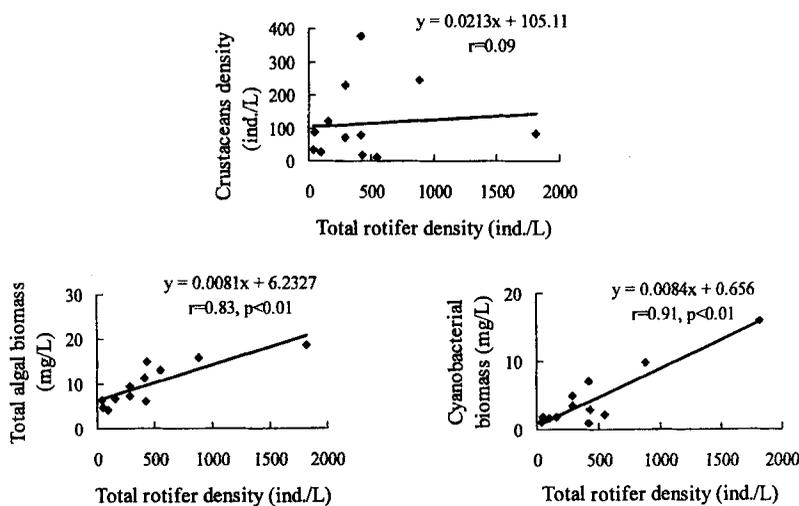 y = 0.0213x + 105.11
r=0.09
400
300
200
100
0
Crustaceans density
(ind./L)
0 500 1000 1500 2000
Total rotifer density (ind./L)
y = 0.0081x + 6.2327
r=0.83, p<0.01
30
20
10
0
Total algal biomass
(mg/L)
0 500 1000 1500 2000
Total rotifer density (ind./L)
y = 0.0084x + 0.656
r=0.91, p<0.01
20
10
0
Cyanobacterial
biomass (mg/L)
0 500 1000 1500 2000
Total rotifer density (ind./L)